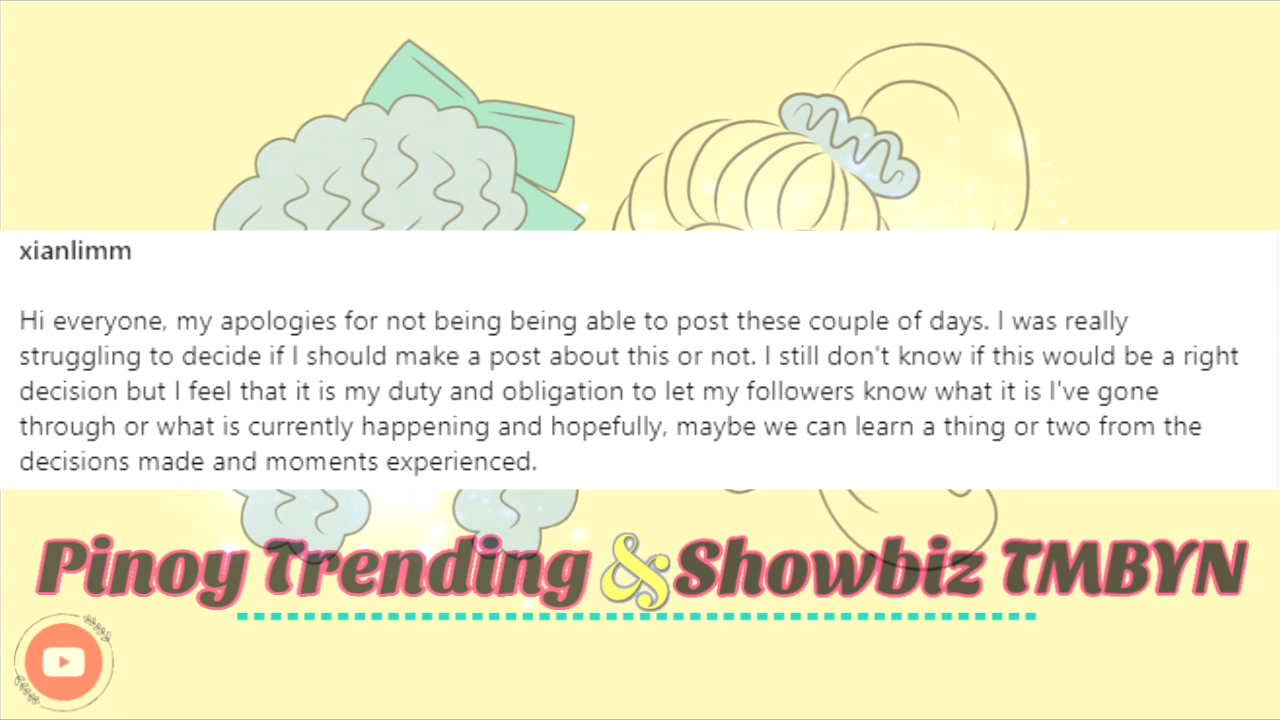 xianlimm
Hi everyone, my apologies for not being being able to post these couple of days. I was really
struggling to decide if I should make a post about this or not. I still don't know if this would be a right
decision but I feel that it is my duty and obligation to let my followers know what it is I've gone
through or what is currently happening and hopefully, maybe we can learn a thing or two from the
decisions made and moments experienced.
Pinoy Trending & Showbiz TMBYN